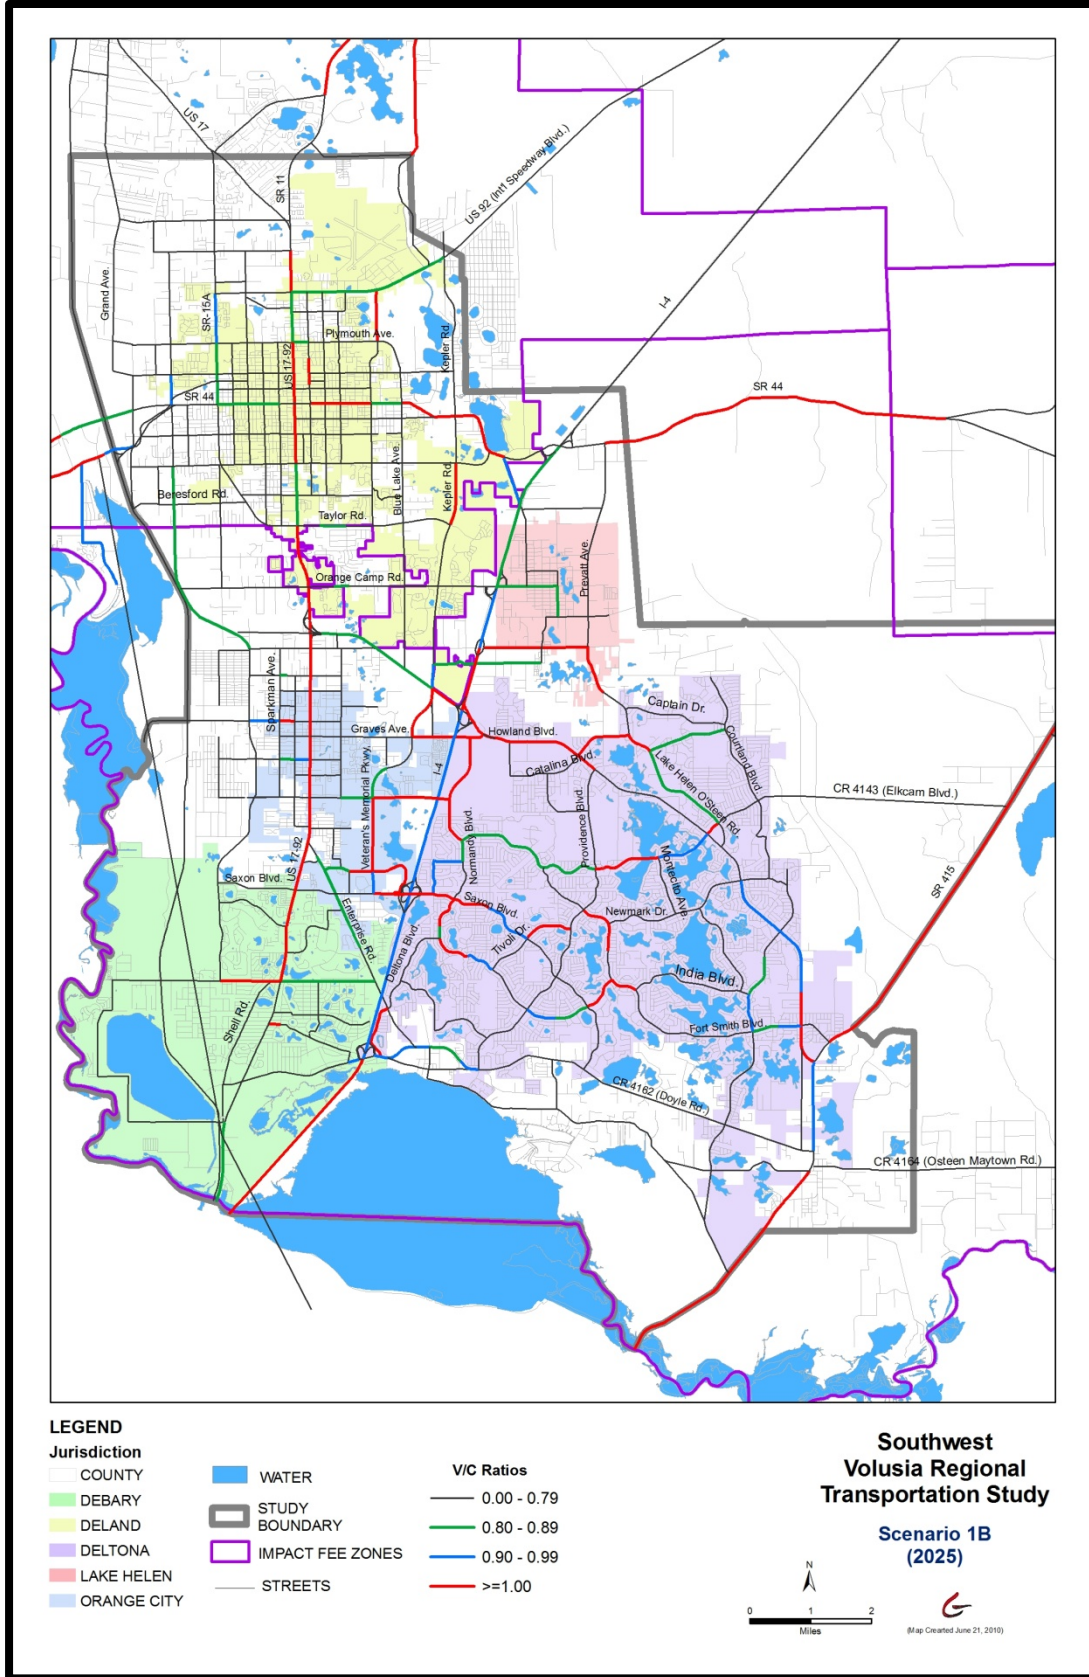 US 17
SR 11
US 92 (Int'l Speedway Blvd.)
Grand Ave.
SR-15A
I-4
Plymouth Ave.
Kepler Rd.
US 17-92
SR 44
SR 44
Blue Lake Ave.
Kepler Rd.
Beresford Rd.
Taylor Rd.
Prevatt Ave.
Orange Camp Rd.
Sparkman Ave.
Captain Dr.
Graves Ave.
Howland Blvd.
Courtland Blvd.
I-4
Catalina Blvd.
Lake Helen O'Steen Rd.
CR 4143 (Elkcam Blvd.)
Veteran's Memorial Pkwy.
Normandy Blvd.
Providence Blvd.
US 17-92
Montecito Ave.
SR 415
Saxon Blvd.
Enterprise Rd.
Saxon Blvd.
Newmark Dr.
Tivoli Dr.
Deltona Blvd.
India Blvd.
Shell Rd.
Fort Smith Blvd.
CR 4162 (Doyle Rd.)
CR 4164 (Osteen Maytown Rd.)
LEGEND
Jurisdiction
COUNTY
DEBARY
DELAND
DELTONA
LAKE HELEN
ORANGE CITY
WATER
STUDY
BOUNDARY
IMPACT FEE ZONES
STREETS
V/C Ratios
0.00 - 0.79
0.80 - 0.89
0.90 - 0.99
>=1.00
Southwest
Volusia Regional
Transportation Study
Scenario 1B
(2025)
N
0 1 2
Miles
(Map Crearted June 21, 2010)